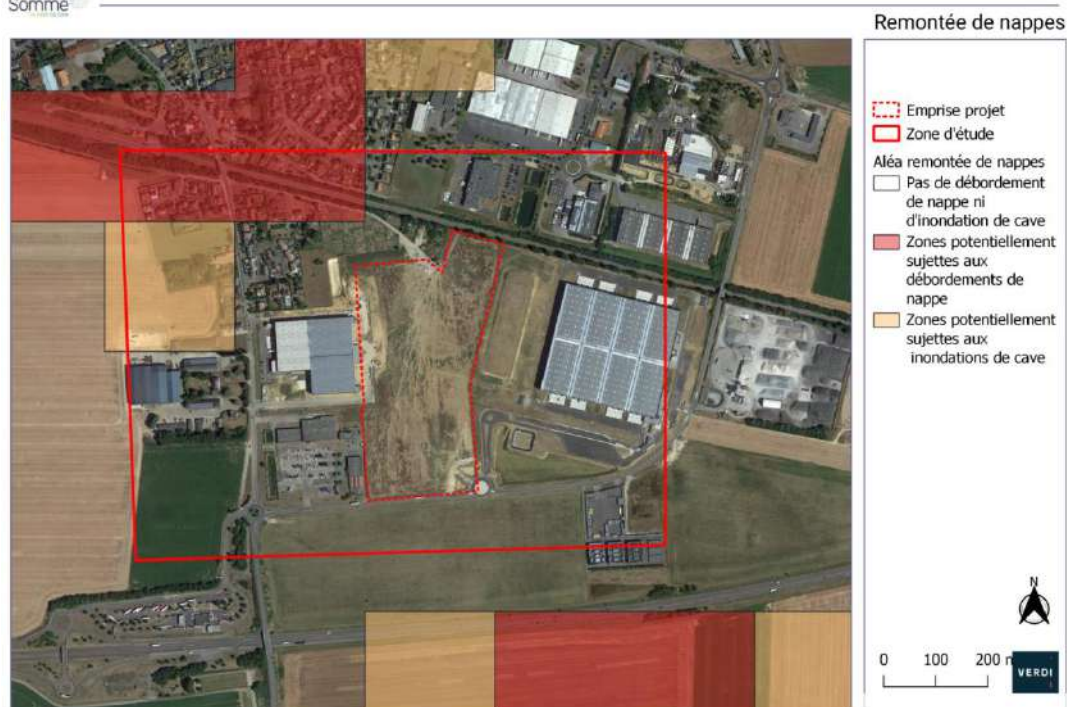 Somme
Remontée de nappes
Emprise projet
Zone d'étude
Aléa remontée de nappes
Pas de débordement
de nappe ni
d'inondation de cave
Zones potentiellement
sujettes aux
débordements de
nappe
Zones potentiellement
sujettes aux
inondations de cave
N
0 100 200 m
VERDI